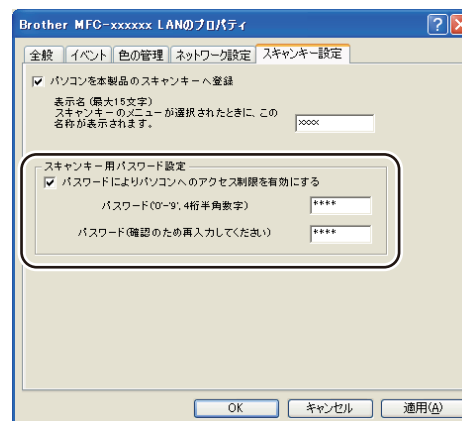 Brother MFC-xxxxxx LANのプロパティ
全般 イベント 色の管理 ネットワーク設定 スキャンキー設定
パソコンを本製品のスキャンキーへ登録
表示名(最大15文字)
スキャンキーのメニューが選択されたときに、この
名称が表示されます。
xxxx
スキャンキー用パスワード設定
パスワードによりパソコンへのアクセス制限を有効にする
パスワード('0'-'9', 4桁半角数字) ****
パスワード(確認のため再入力してください) ****
OK キャンセル 適用(A)